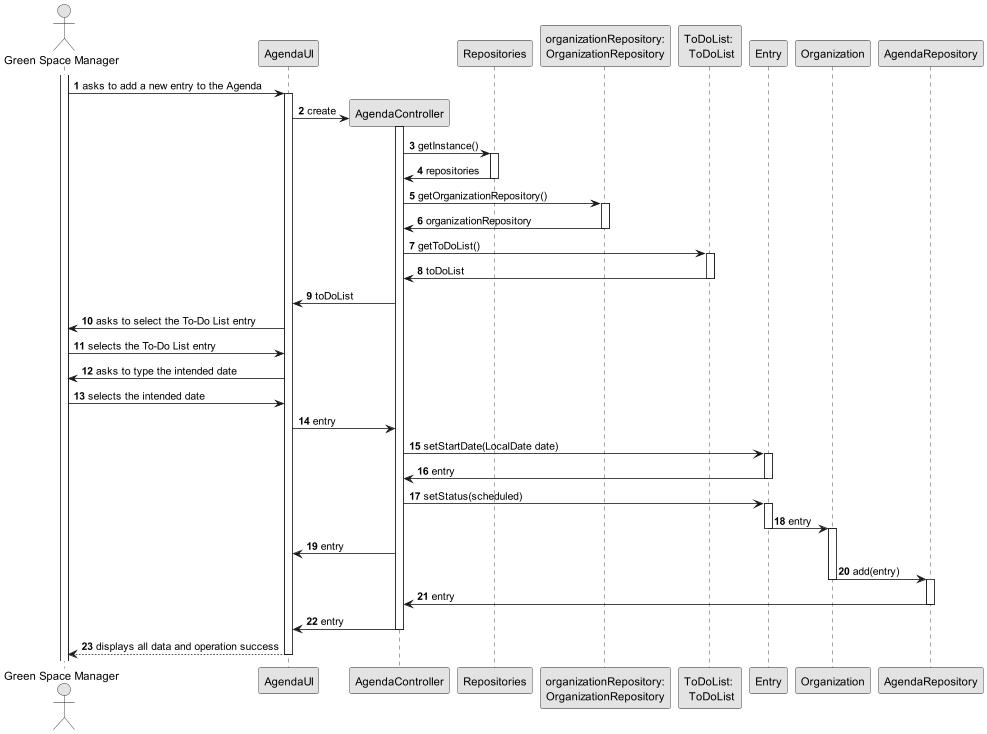 Green Space Manager
AgendaUI
Repositories
organizationRepository:
OrganizationRepository
ToDoList:
ToDoList
Entry
Organization
AgendaRepository
1 asks to add a new entry to the Agenda
2 create
AgendaController
3 getInstance()
4 repositories
5 getOrganizationRepository()
6 organizationRepository
7 getToDoList()
8 toDoList
9 toDoList
10 asks to select the To-Do List entry
11 selects the To-Do List entry
12 asks to type the intended date
13 selects the intended date
14 entry
15 setStartDate(LocalDate date)
16 entry
17 setStatus(scheduled)
18 entry
19 entry
20 add(entry)
21 entry
22 entry
23 displays all data and operation success
Green Space Manager
AgendaUI
AgendaController
Repositories
organizationRepository:
OrganizationRepository
ToDoList:
ToDoList
Entry
Organization
AgendaRepository